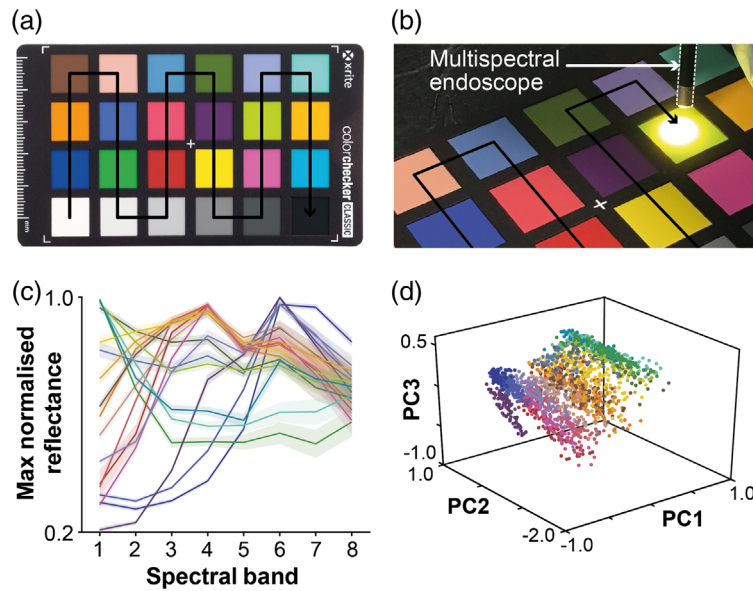 (a)
x-rite
colorchecker CLASSIC
mm
(b)
Multispectral
endoscope
(c)
Max normalised
reflectance
1.0
0.2
1 2 3 4 5 6 7 8
Spectral band
(d)
0.5
PC3
-1.0
1.0
PC2
-2.0
-1.0
PC1
1.0